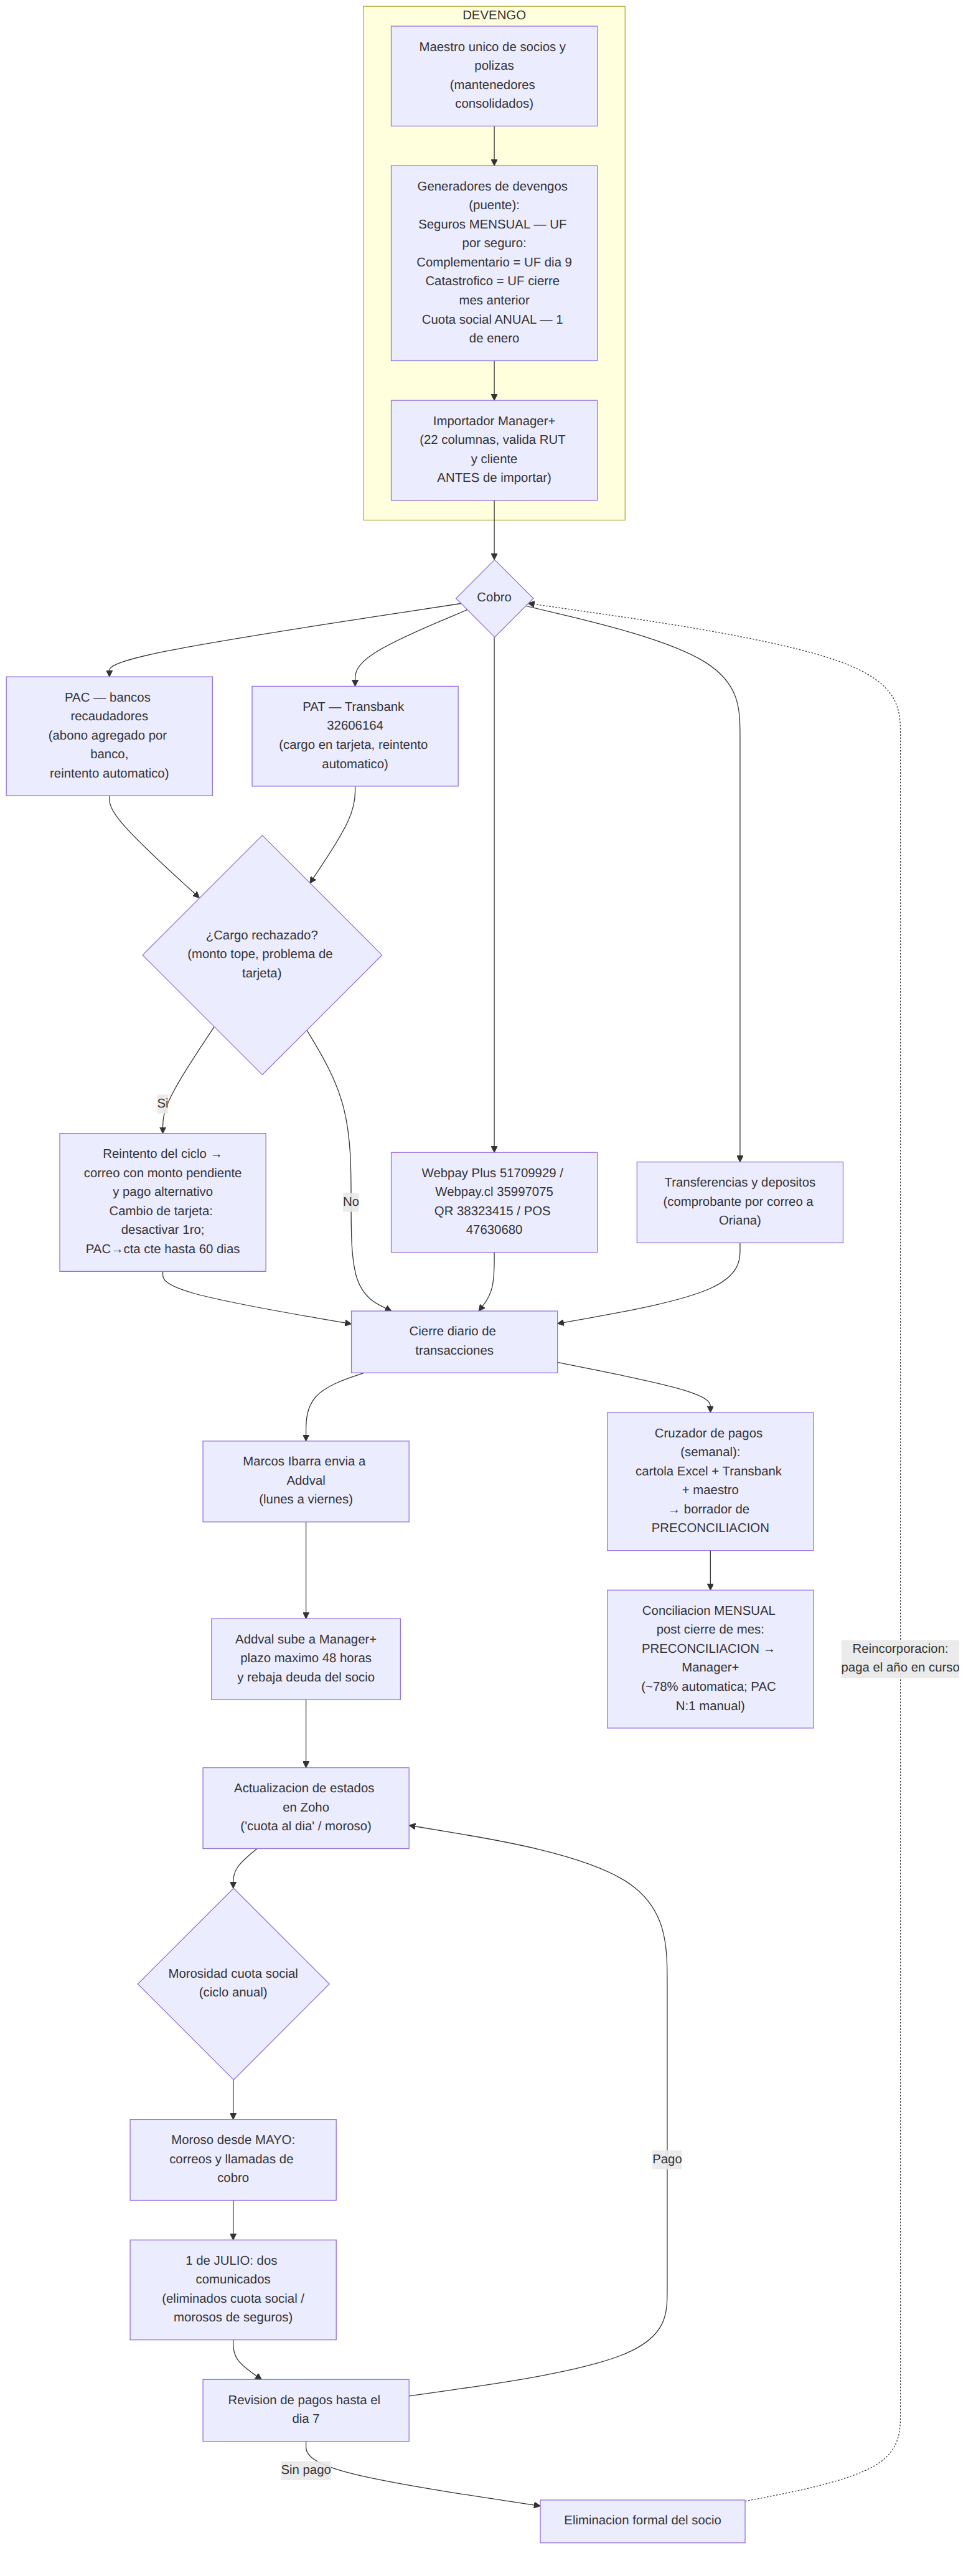 DEVENGO
Maestro unico de socios y
polizas
(mantenedores
consolidados)
Generadores de devengos
(puente):
Seguros MENSUAL — UF
por seguro:
Complementario = UF dia 9
Catastrofico = UF cierre
mes anterior
Cuota social ANUAL — 1
de enero
Importador Manager+
(22 columnas, valida RUT
y cliente
ANTES de importar)
Cobro
PAC — bancos
recaudadores
(abono agregado por
banco,
reintento automatico)
PAT — Transbank
32606164
(cargo en tarjeta, reintento
automatico)
¿Cargo rechazado?
(monto tope, problema de
tarjeta)
Si
No
Reintento del ciclo →
correo con monto pendiente
y pago alternativo
Cambio de tarjeta:
desactivar 1ro;
PAC→cta cte hasta 60 dias
Webpay Plus 51709929 /
Webpay.cl 35997075
QR 38323415 / POS
47630680
Transferencias y depositos
(comprobante por correo a
Oriana)
Cierre diario de
transacciones
Marcos Ibarra envia a
Addval
(lunes a viernes)
Cruzador de pagos
(semanal):
cartola Excel + Transbank
+ maestro
→ borrador de
PRECONCILIACION
Addval sube a Manager+
plazo maximo 48 horas
y rebaja deuda del socio
Conciliacion MENSUAL
post cierre de mes:
PRECONCILIACION →
Manager+
(~78% automatica; PAC
N:1 manual)
Reincorporacion:
paga el año en curso
Actualizacion de estados
en Zoho
('cuota al dia' / moroso)
Morosidad cuota social
(ciclo anual)
Moroso desde MAYO:
correos y llamadas de
cobro
Pago
1 de JULIO: dos
comunicados
(eliminados cuota social /
morosos de seguros)
Revision de pagos hasta el
dia 7
Sin pago
Eliminacion formal del socio